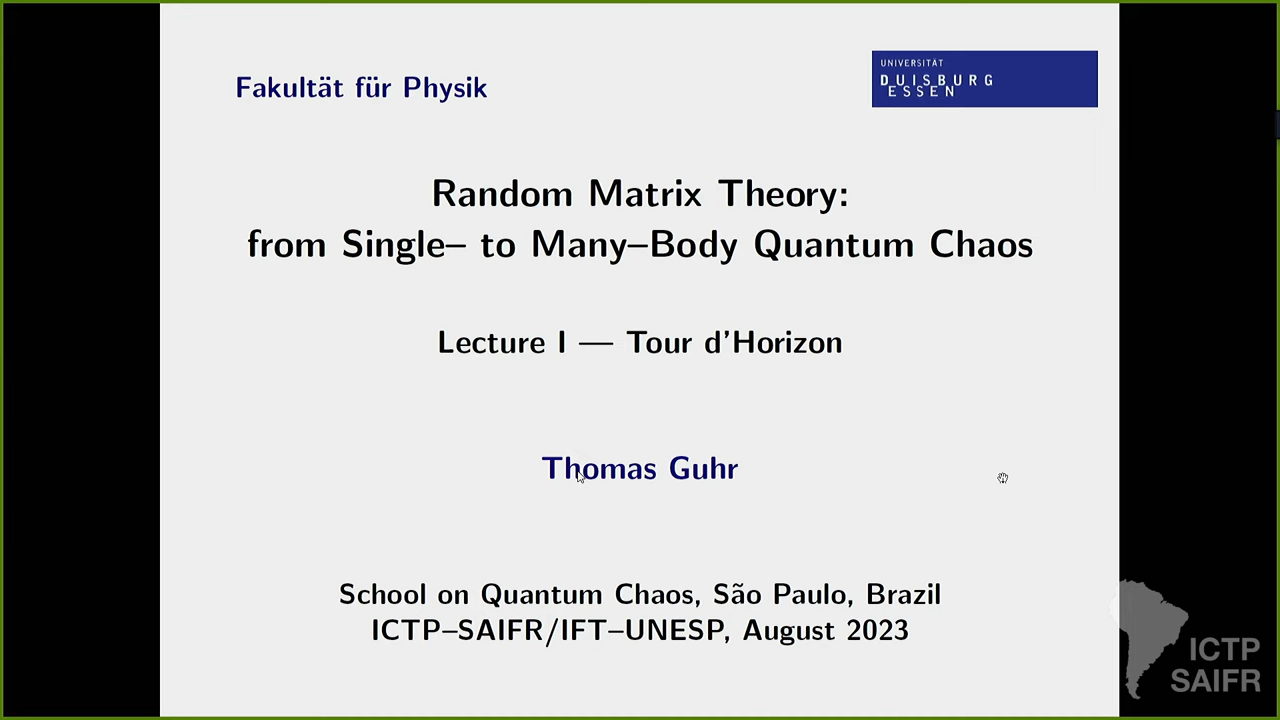 Fakultät für Physik
UNIVERSITÄT
DUISBURG
ESSEN
Random Matrix Theory:
from Single– to Many–Body Quantum Chaos
Lecture I — Tour d'Horizon
Thomas Guhr
School on Quantum Chaos, São Paulo, Brazil
ICTP–SAIFR/IFT–UNESP, August 2023
ICTP
SAIFR